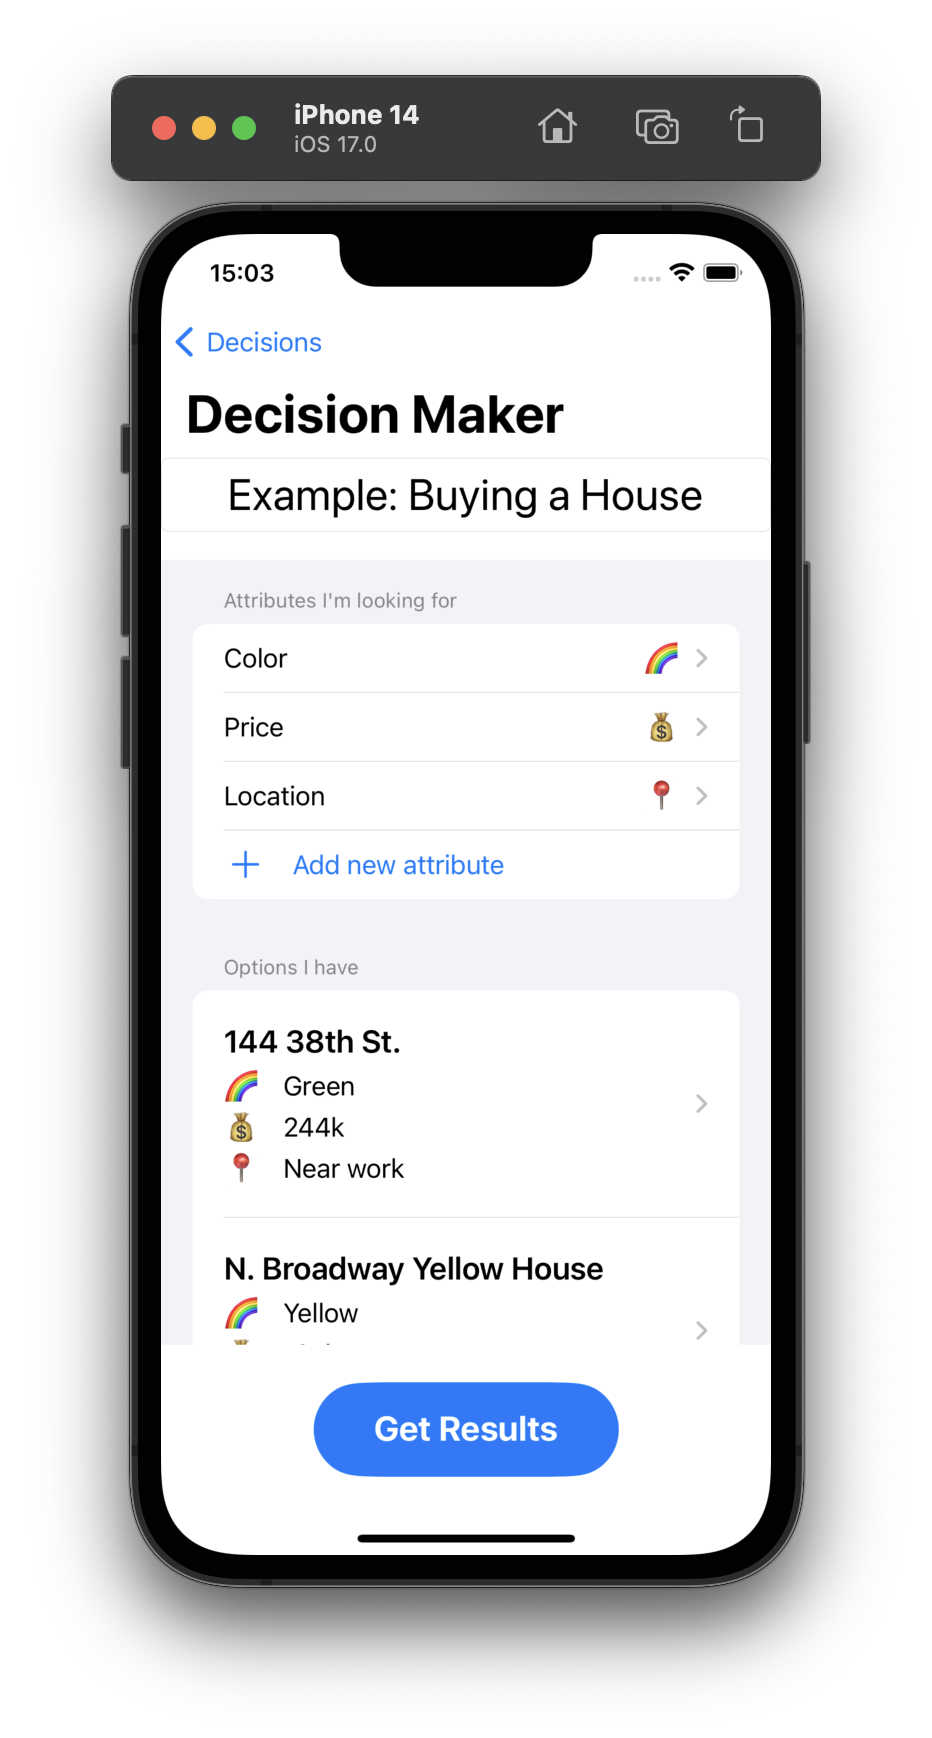 iPhone 14
iOS 17.0
15:03
Decisions
Decision Maker
Example: Buying a House
Attributes I'm looking for
Color
Price
Location
Add new attribute
Options I have
144 38th St.
Green
244k
Near work
N. Broadway Yellow House
Yellow
Get Results